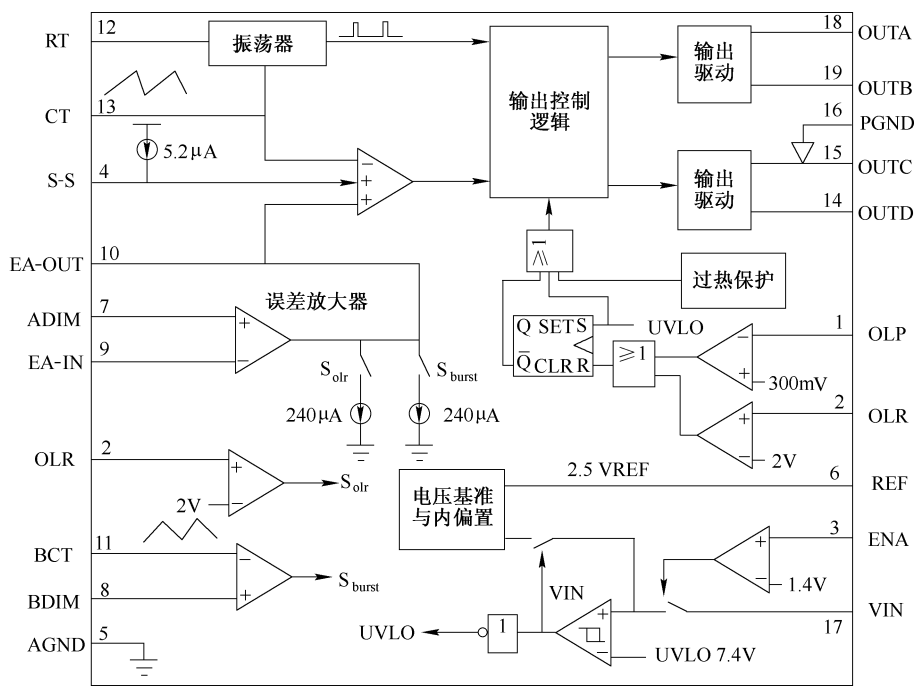 RT 12 振荡器 18 OUTA
输出控制
逻辑
输出
驱动
19 OUTB
CT 13
16 PGND
5.2μA
S-S 4
−
+
+
输出
驱动
15 OUTC
14 OUTD
EA-OUT 10
≥1
过热保护
误差放大器
ADIM 7
+
EA-IN 9
−
Q SET S
Q̅ CLR R
UVLO
≥1
1 OLP
−
+
300mV
Solr
Sburst
240μA
240μA
2 OLR
+
−
2V
OLR 2
+
2V −
Solr
电压基准
与内偏置
2.5 VREF
6 REF
BCT 11
−
BDIM 8
+
Sburst
3 ENA
+
−
1.4V
VIN
VIN
17
AGND 5
UVLO
1
+
−
UVLO 7.4V